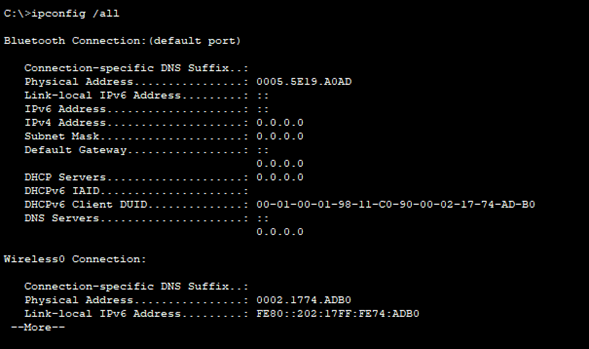 C:\>ipconfig /all
Bluetooth Connection:(default port)
Connection-specific DNS Suffix..:
Physical Address................: 0005.5E19.A0AD
Link-local IPv6 Address.........: ::
IPv6 Address....................: ::
IPv4 Address....................: 0.0.0.0
Subnet Mask.....................: 0.0.0.0
Default Gateway.................: ::
0.0.0.0
DHCP Servers....................: 0.0.0.0
DHCPv6 IAID.....................:
DHCPv6 Client DUID..............: 00-01-00-01-98-11-C0-90-00-02-17-74-AD-B0
DNS Servers.....................: ::
0.0.0.0
Wireless0 Connection:
Connection-specific DNS Suffix..:
Physical Address................: 0002.1774.ADB0
Link-local IPv6 Address.........: FE80::202:17FF:FE74:ADB0
--More--